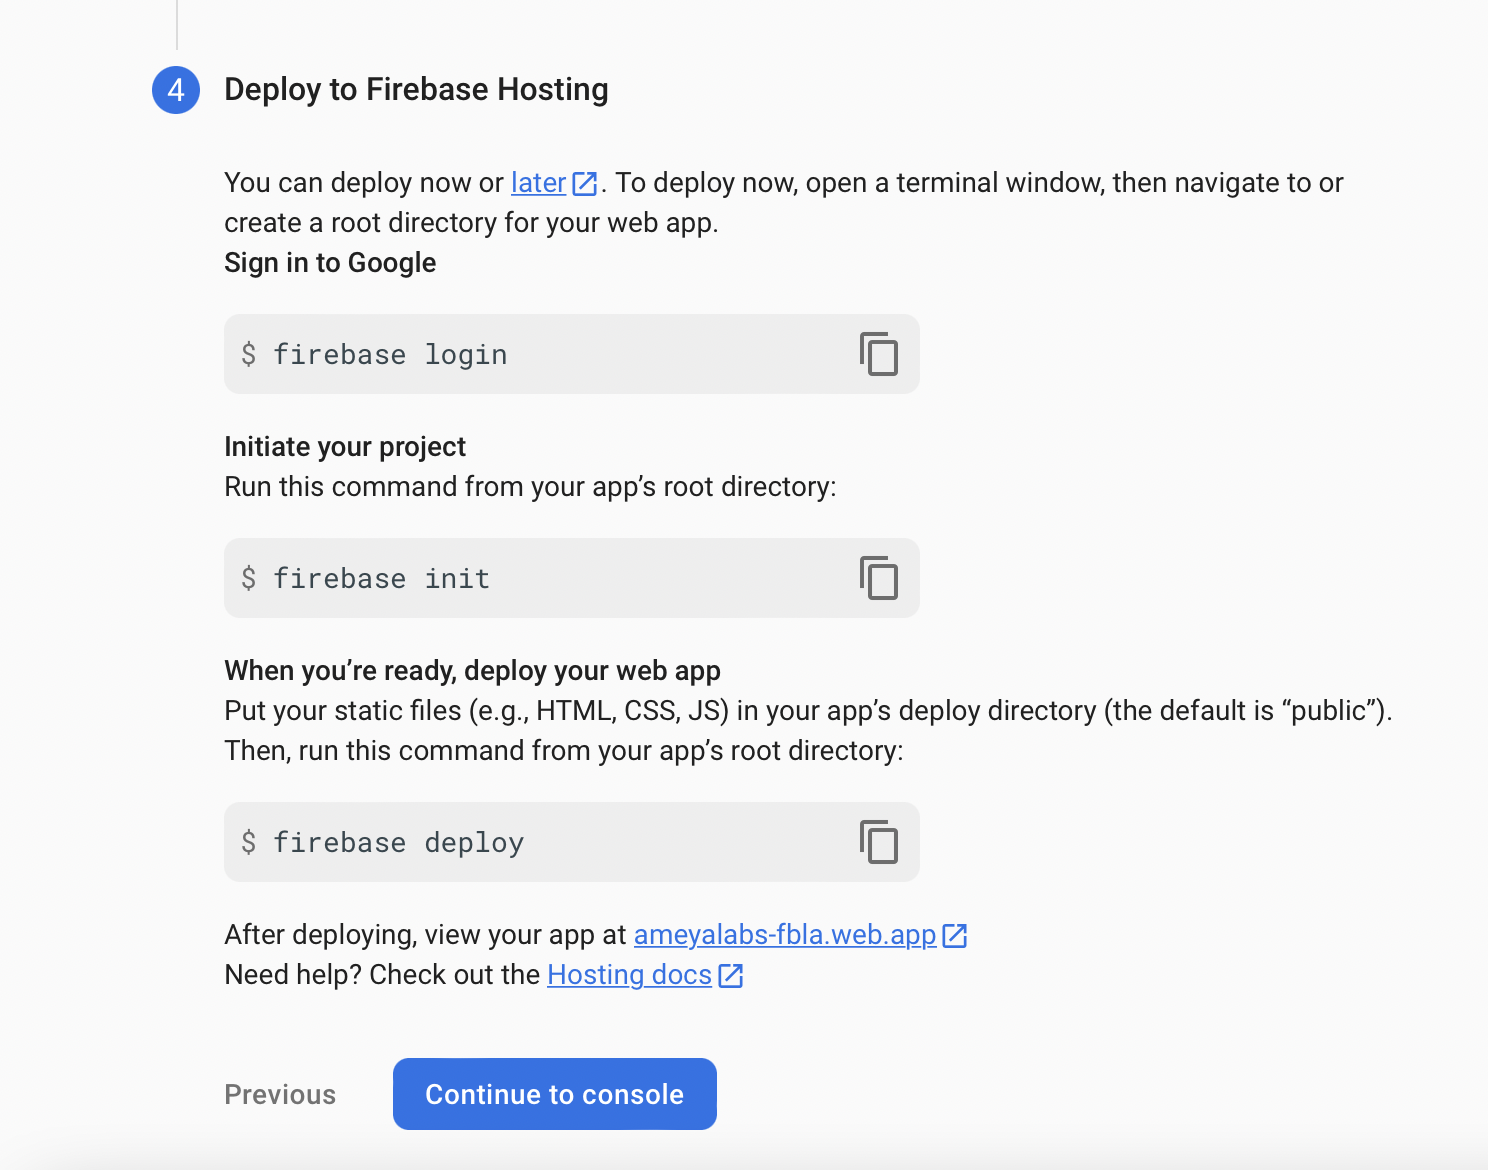 4 Deploy to Firebase Hosting
You can deploy now or later. To deploy now, open a terminal window, then navigate to or
create a root directory for your web app.
Sign in to Google
$ firebase login
Initiate your project
Run this command from your app’s root directory:
$ firebase init
When you’re ready, deploy your web app
Put your static files (e.g., HTML, CSS, JS) in your app’s deploy directory (the default is “public”).
Then, run this command from your app’s root directory:
$ firebase deploy
After deploying, view your app at ameyalabs-fbla.web.app
Need help? Check out the Hosting docs
Previous Continue to console